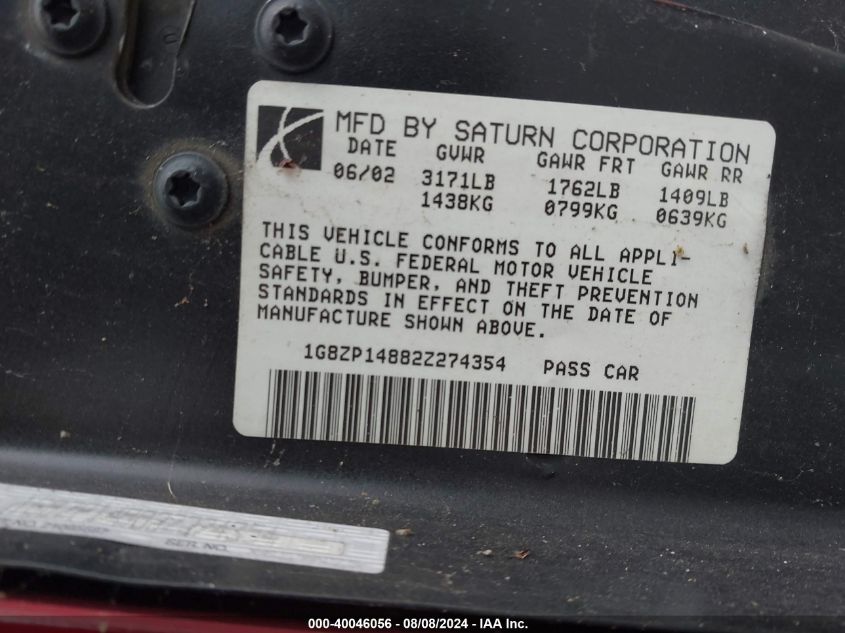 MFD BY SATURN CORPORATION
DATE GVWR GAWR FRT GAWR RR
06/02 3171LB 1762LB 1409LB
1438KG 0799KG 0639KG
THIS VEHICLE CONFORMS TO ALL APPLI-
CABLE U.S. FEDERAL MOTOR VEHICLE
SAFETY, BUMPER, AND THEFT PREVENTION
STANDARDS IN EFFECT ON THE DATE OF
MANUFACTURE SHOWN ABOVE.
1G8ZP14882Z274354 PASS CAR
SER NO.
000-40046056 - 08/08/2024 - IAA Inc.